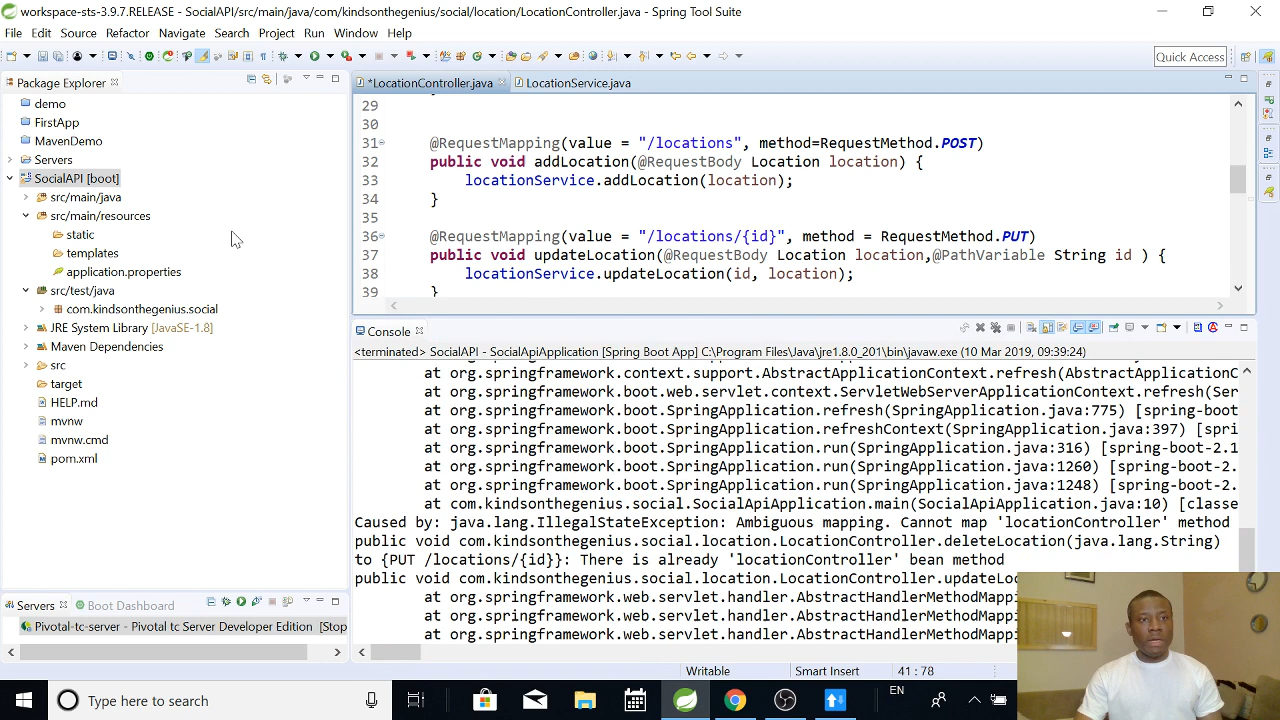 workspace-sts-3.9.7.RELEASE - SocialAPI/src/main/java/com/kindsonthegenius/social/location/LocationController.java - Spring Tool Suite
File Edit Source Refactor Navigate Search Project Run Window Help
Quick Access
Package Explorer
demo
FirstApp
MavenDemo
Servers
SocialAPI [boot]
src/main/java
src/main/resources
static
templates
application.properties
src/test/java
com.kindsonthegenius.social
JRE System Library [JavaSE-1.8]
Maven Dependencies
src
target
HELP.md
mvnw
mvnw.cmd
pom.xml
Servers Boot Dashboard
Pivotal-tc-server - Pivotal tc Server Developer Edition [Stop
*LocationController.java LocationService.java
29
30
31 @RequestMapping(value = "/locations", method=RequestMethod.POST)
32 public void addLocation(@RequestBody Location location) {
33 locationService.addLocation(location);
34 }
35
36 @RequestMapping(value = "/locations/{id}", method = RequestMethod.PUT)
37 public void updateLocation(@RequestBody Location location,@PathVariable String id ) {
38 locationService.updateLocation(id, location);
39 }
Console
<terminated> SocialAPI - SocialApiApplication [Spring Boot App] C:\Program Files\Java\jre1.8.0_201\bin\javaw.exe (10 Mar 2019, 09:39:24)
at org.springframework.context.support.AbstractApplicationContext.refresh(AbstractApplicationC
at org.springframework.boot.web.servlet.context.ServletWebServerApplicationContext.refresh(Ser
at org.springframework.boot.SpringApplication.refresh(SpringApplication.java:775) [spring-boot
at org.springframework.boot.SpringApplication.refreshContext(SpringApplication.java:397) [spri
at org.springframework.boot.SpringApplication.run(SpringApplication.java:316) [spring-boot-2.1
at org.springframework.boot.SpringApplication.run(SpringApplication.java:1260) [spring-boot-2.
at org.springframework.boot.SpringApplication.run(SpringApplication.java:1248) [spring-boot-2.
at com.kindsonthegenius.social.SocialApiApplication.main(SocialApiApplication.java:10) [classe
Caused by: java.lang.IllegalStateException: Ambiguous mapping. Cannot map 'locationController' method
public void com.kindsonthegenius.social.location.LocationController.deleteLocation(java.lang.String)
to {PUT /locations/{id}}: There is already 'locationController' bean method
public void com.kindsonthegenius.social.location.LocationController.updateLoc
at org.springframework.web.servlet.handler.AbstractHandlerMethodMappi
at org.springframework.web.servlet.handler.AbstractHandlerMethodMappi
at org.springframework.web.servlet.handler.AbstractHandlerMethodMappi
Writable Smart Insert 41 : 78
Type here to search
EN